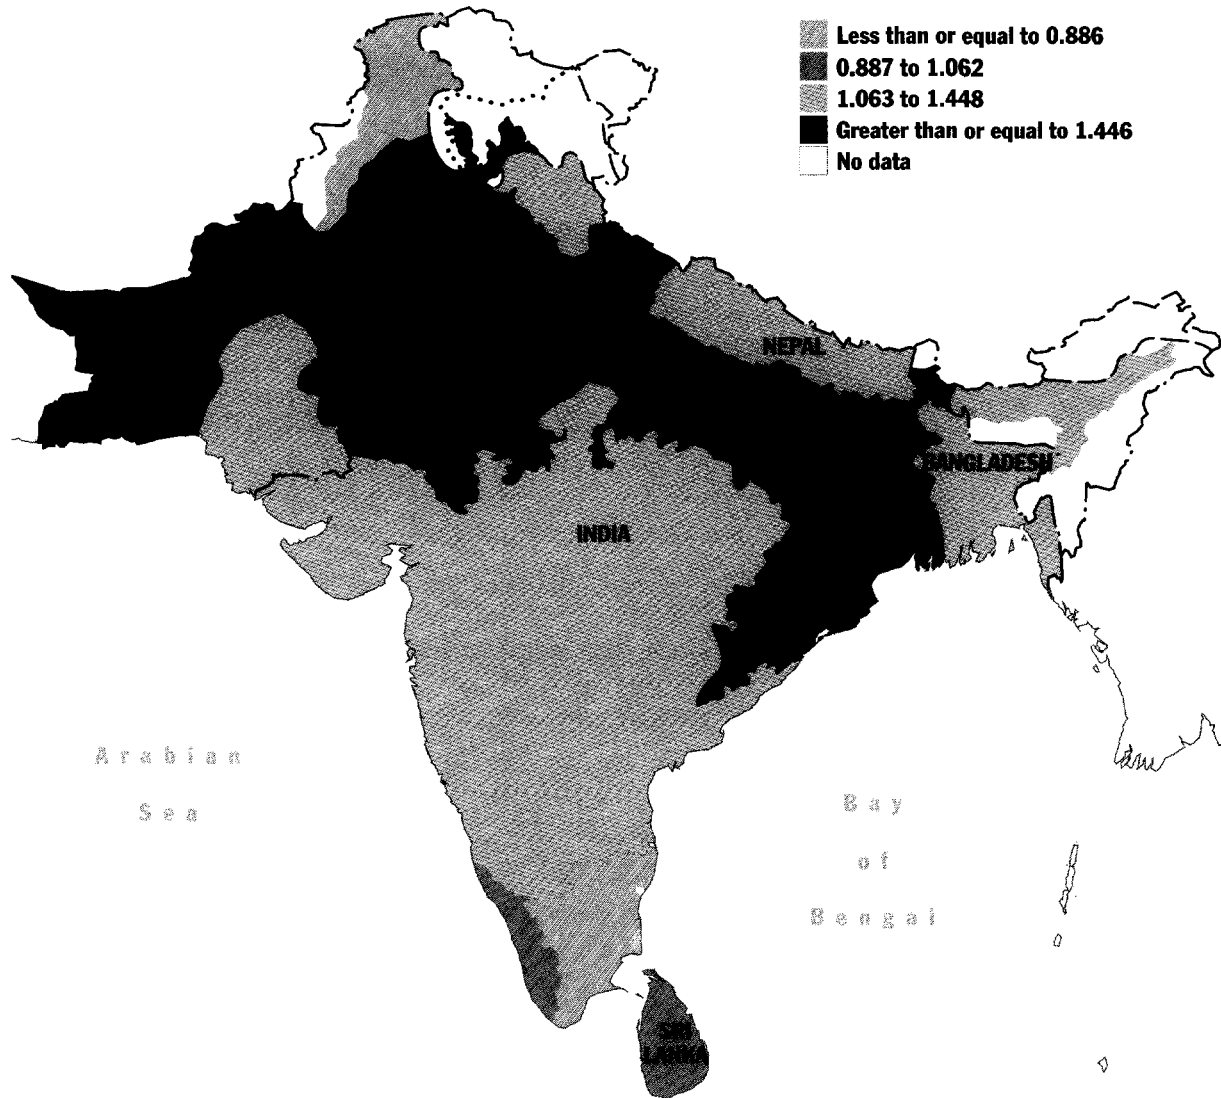 Less than or equal to 0.886
0.887 to 1.062
1.063 to 1.448
Greater than or equal to 1.446
No data
NEPAL
BANGLADESH
INDIA
Arabian
Sea
Bay
of
Bengal
SRI
LANKA